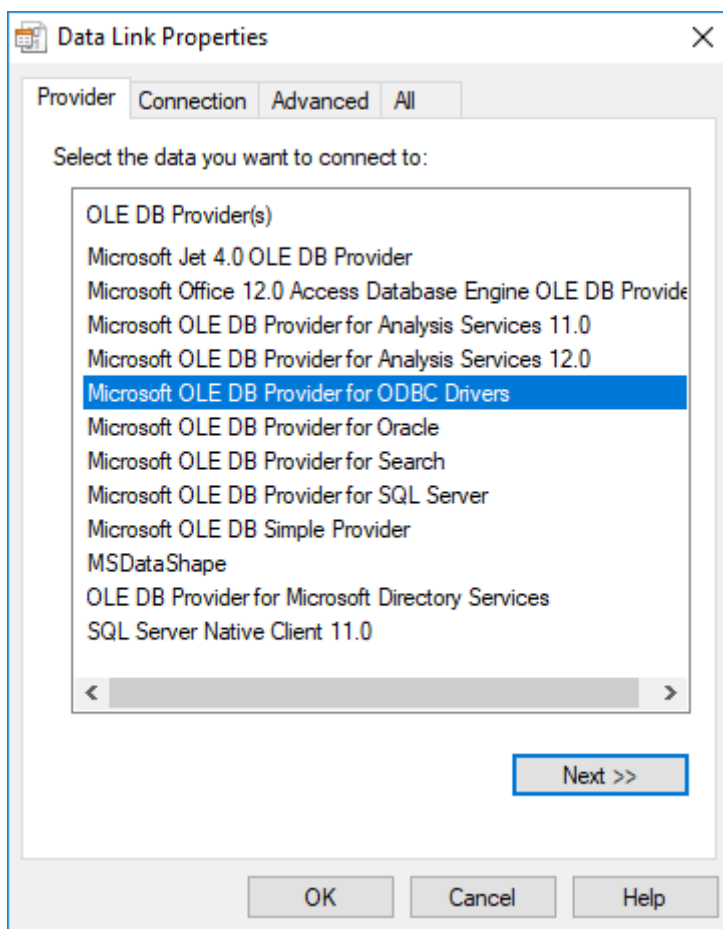 Data Link Properties
Provider Connection Advanced All
Select the data you want to connect to:
OLE DB Provider(s)
Microsoft Jet 4.0 OLE DB Provider
Microsoft Office 12.0 Access Database Engine OLE DB Provide
Microsoft OLE DB Provider for Analysis Services 11.0
Microsoft OLE DB Provider for Analysis Services 12.0
Microsoft OLE DB Provider for ODBC Drivers
Microsoft OLE DB Provider for Oracle
Microsoft OLE DB Provider for Search
Microsoft OLE DB Provider for SQL Server
Microsoft OLE DB Simple Provider
MSDataShape
OLE DB Provider for Microsoft Directory Services
SQL Server Native Client 11.0
Next >>
OK Cancel Help